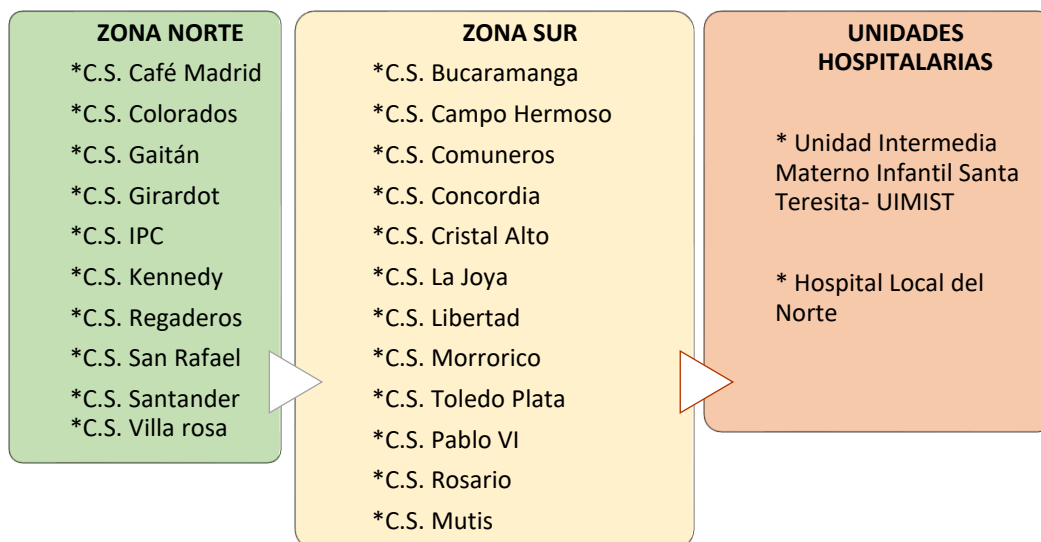 ZONA NORTE
*C.S. Café Madrid
*C.S. Colorados
*C.S. Gaitán
*C.S. Girardot
*C.S. IPC
*C.S. Kennedy
*C.S. Regaderos
*C.S. San Rafael
*C.S. Santander
*C.S. Villa rosa
ZONA SUR
*C.S. Bucaramanga
*C.S. Campo Hermoso
*C.S. Comuneros
*C.S. Concordia
*C.S. Cristal Alto
*C.S. La Joya
*C.S. Libertad
*C.S. Morrorico
*C.S. Toledo Plata
*C.S. Pablo VI
*C.S. Rosario
*C.S. Mutis
UNIDADES
HOSPITALARIAS
* Unidad Intermedia
Materno Infantil Santa
Teresita- UIMIST
* Hospital Local del
Norte